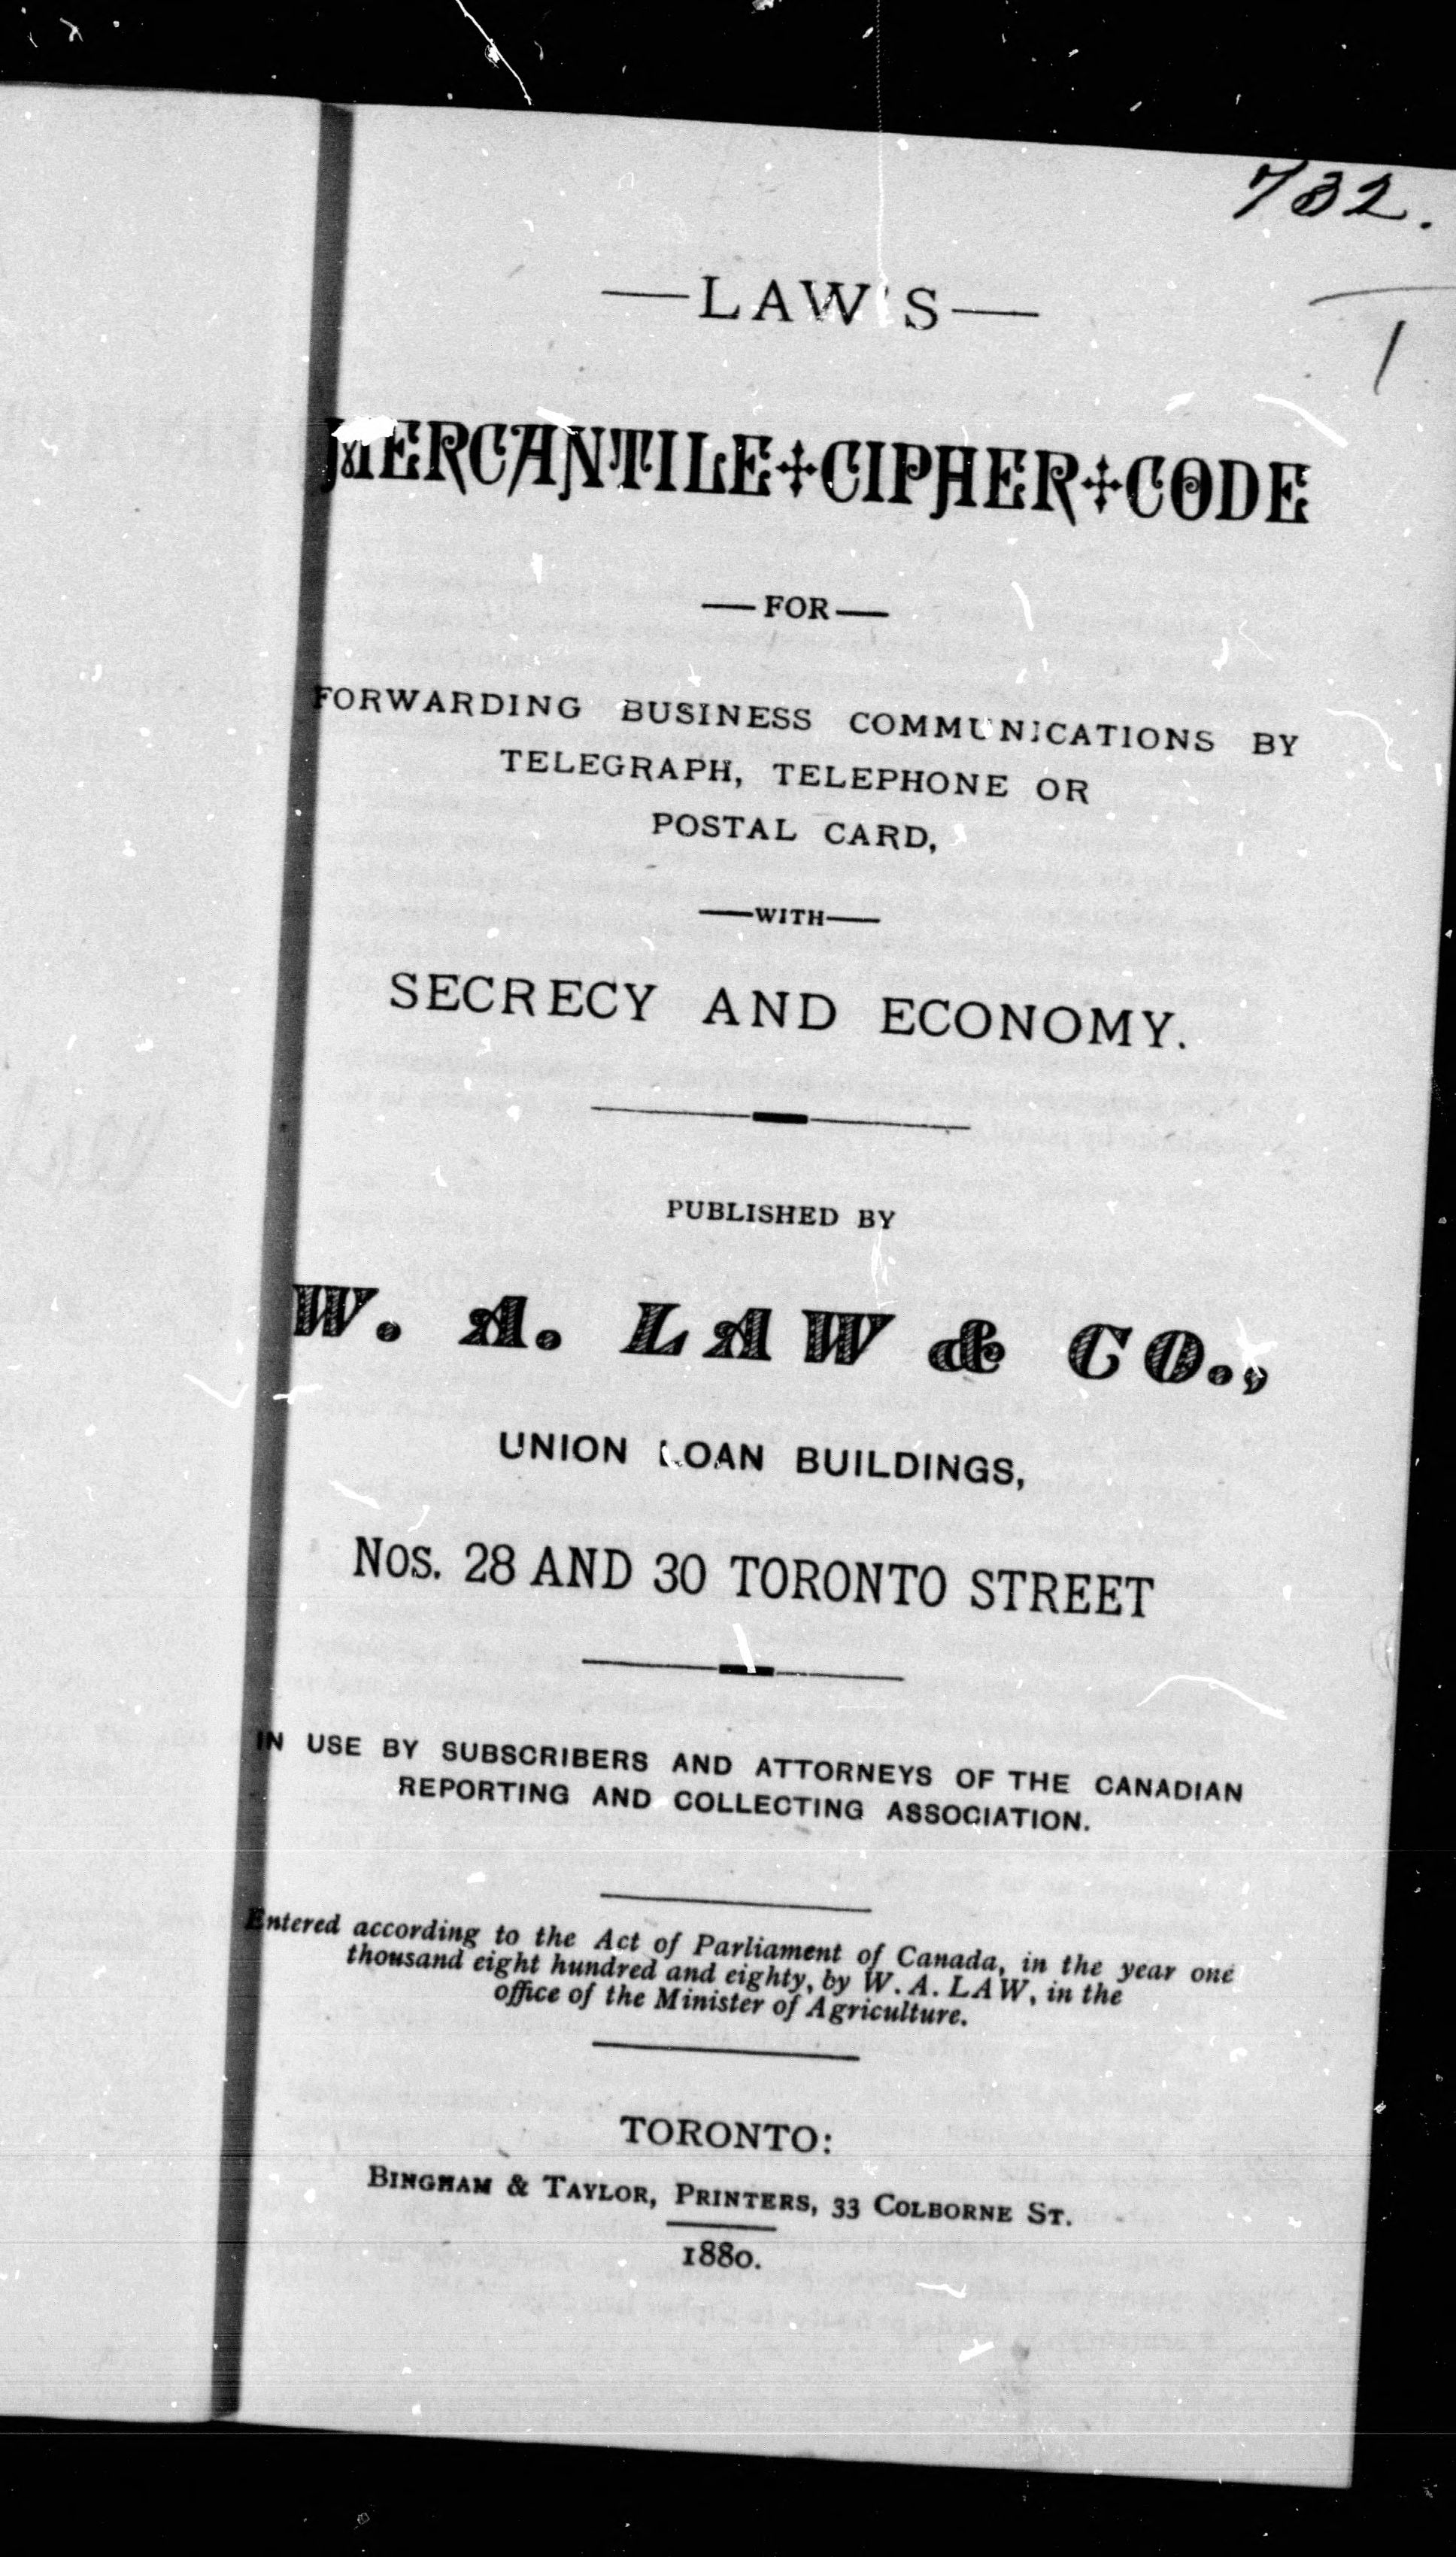 732.
1
—LAW'S—
MERCANTILE✢CIPHER✢CODE
—FOR—
FORWARDING BUSINESS COMMUNICATIONS BY
TELEGRAPH, TELEPHONE OR
POSTAL CARD,
—WITH—
SECRECY AND ECONOMY.
PUBLISHED BY
W. A. LAW & CO.,
UNION LOAN BUILDINGS,
Nos. 28 AND 30 TORONTO STREET
IN USE BY SUBSCRIBERS AND ATTORNEYS OF THE CANADIAN
REPORTING AND COLLECTING ASSOCIATION.
Entered according to the Act of Parliament of Canada, in the year one
thousand eight hundred and eighty, by W. A. LAW, in the
office of the Minister of Agriculture.
TORONTO:
BINGHAM & TAYLOR, PRINTERS, 33 COLBORNE ST.
1880.